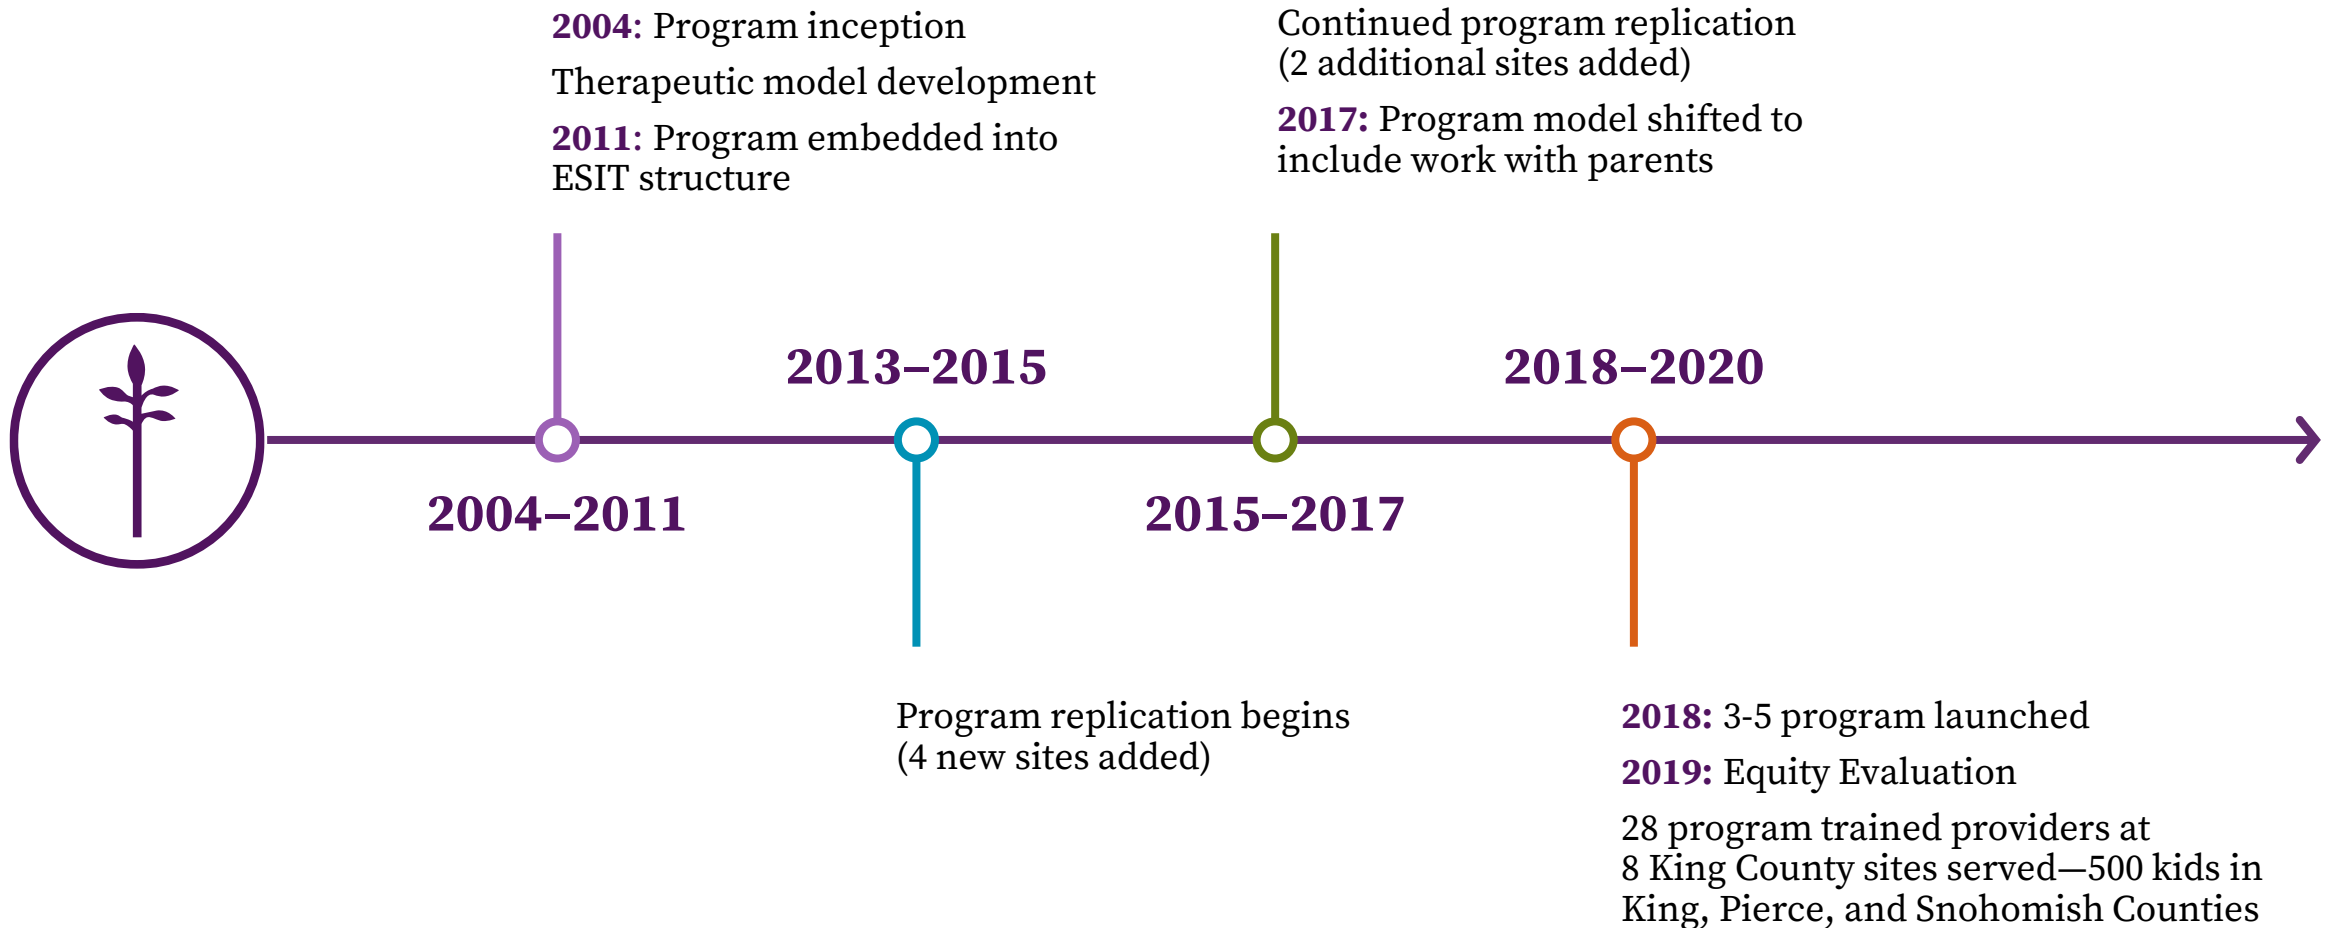 2004: Program inception
Therapeutic model development
2011: Program embedded into
ESIT structure
2004–2011
2013–2015
Program replication begins
(4 new sites added)
Continued program replication
(2 additional sites added)
2017: Program model shifted to
include work with parents
2015–2017
2018–2020
2018: 3-5 program launched
2019: Equity Evaluation
28 program trained providers at
8 King County sites served—500 kids in
King, Pierce, and Snohomish Counties